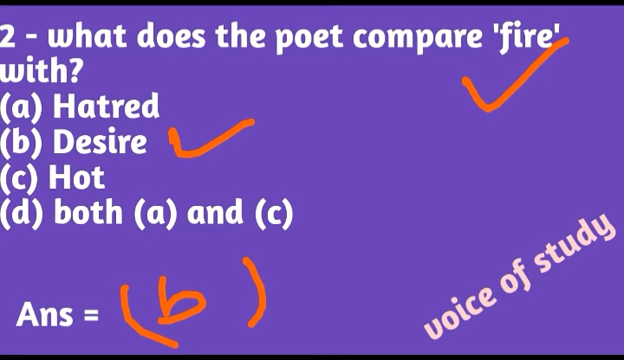 2 - what does the poet compare 'fire'
with?
(a) Hatred
(b) Desire
(c) Hot
(d) both (a) and (c)
Ans = (b)
voice of study